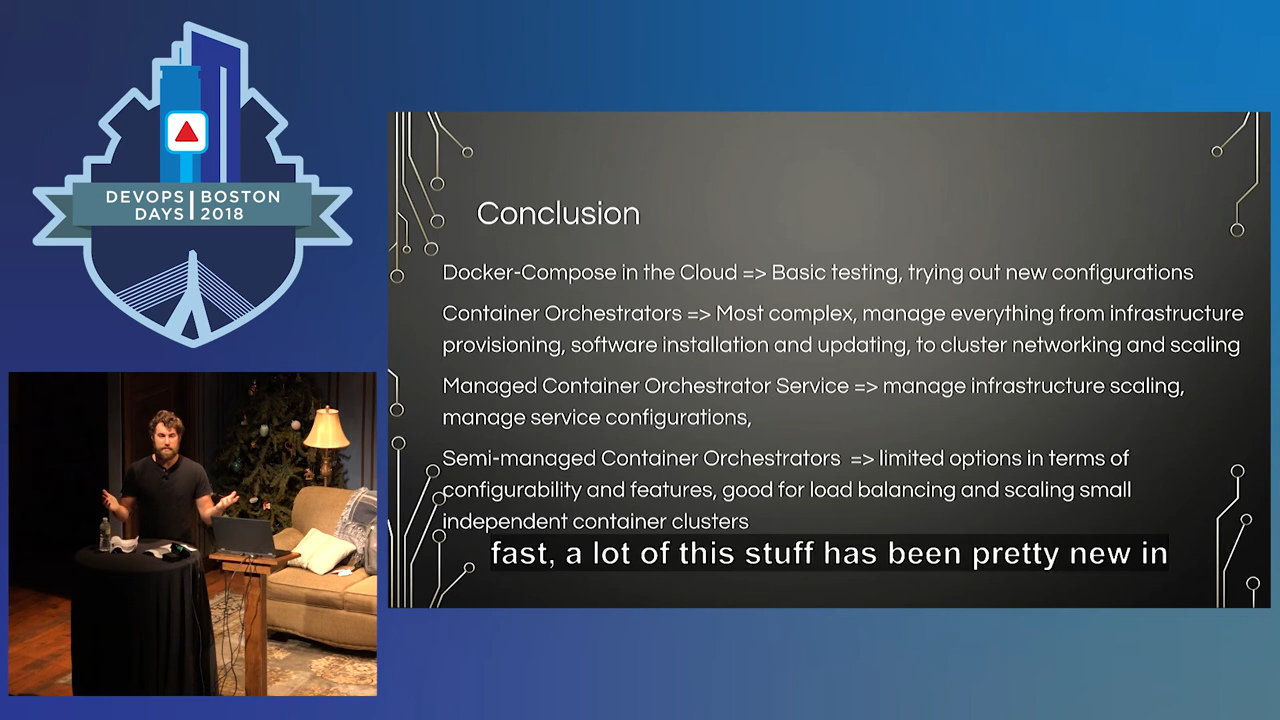 DEVOPS BOSTON
DAYS 2018
Conclusion
Docker-Compose in the Cloud => Basic testing, trying out new configurations
Container Orchestrators => Most complex, manage everything from infrastructure
provisioning, software installation and updating, to cluster networking and scaling
Managed Container Orchestrator Service => manage infrastructure scaling,
manage service configurations,
Semi-managed Container Orchestrators => limited options in terms of
configurability and features, good for load balancing and scaling small
independent container clusters
fast, a lot of this stuff has been pretty new in